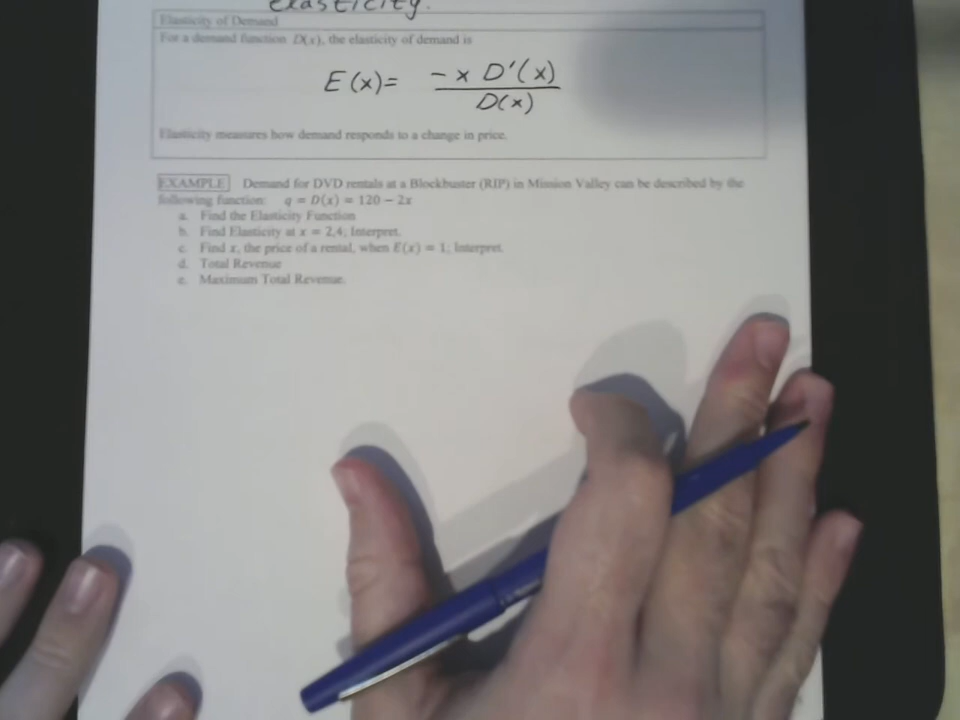 elasticity.
Elasticity of Demand
For a demand function D(x), the elasticity of demand is
E(x) = -x D'(x) / D(x)
Elasticity measures how demand responds to a change in price.
EXAMPLE Demand for DVD rentals at a Blockbuster (RIP) in Mission Valley can be described by the
following function: q = D(x) = 120 − 2x
a. Find the Elasticity Function
b. Find Elasticity at x = 2,4; Interpret.
c. Find x, the price of a rental, when E(x) = 1; Interpret.
d. Total Revenue
e. Maximum Total Revenue.